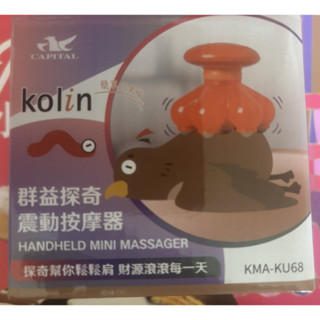 CAPITAL
kolin
群益探奇
震動按摩器
HANDHELD MINI MASSAGER
探奇幫你鬆鬆肩 財源滾滾每一天
KMA-KU68